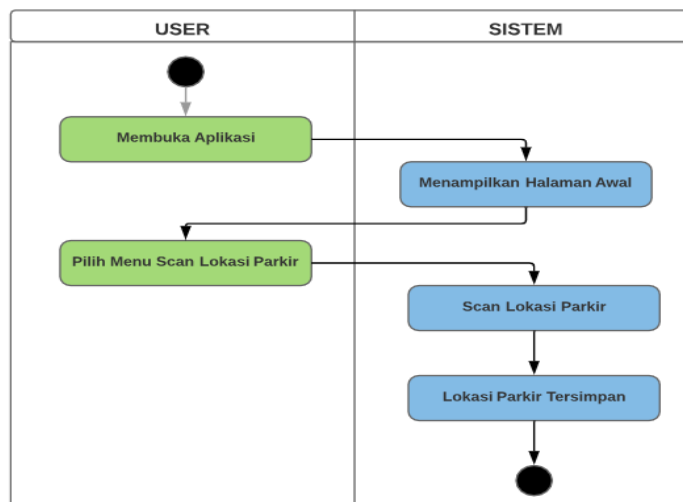 USER
SISTEM
Membuka Aplikasi
Menampilkan Halaman Awal
Pilih Menu Scan Lokasi Parkir
Scan Lokasi Parkir
Lokasi Parkir Tersimpan